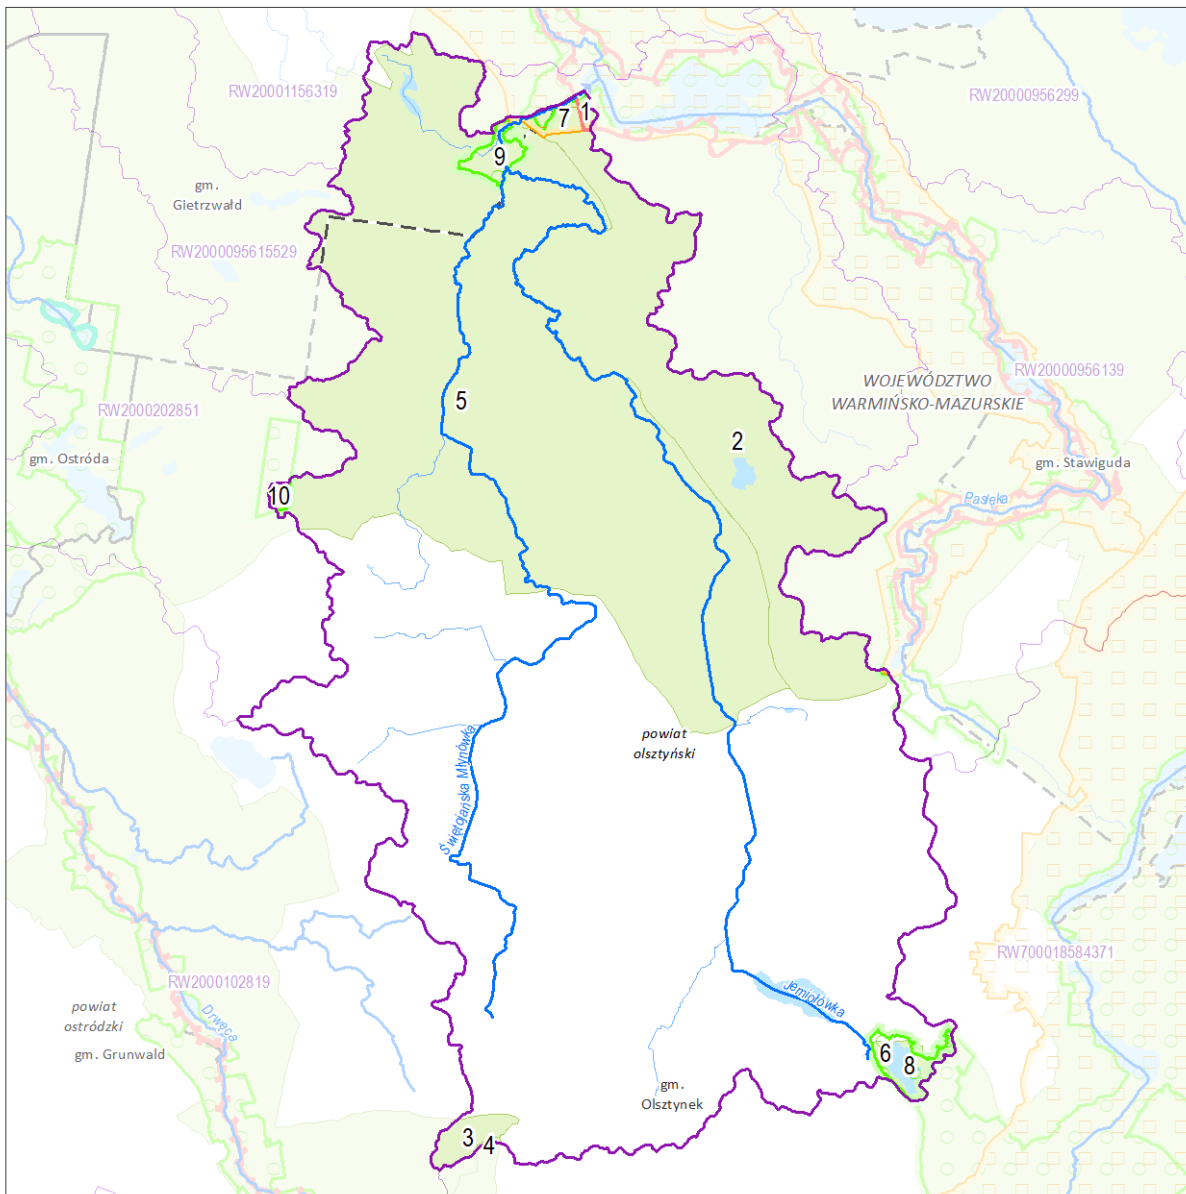 RW20001156319
RW20000956299
1
7
9
gm.
Gietrzwałd
RW2000095615529
RW20000956139
WOJEWÓDZTWO
WARMIŃSKO-MAZURSKIE
5
RW2000202851
2
gm. Ostróda
gm. Stawiguda
10
Pasłęka
powiat
olsztyński
Świętojańska Młynówka
RW700018584371
RW2000102819
Jemiołówka
powiat
ostródzki
Drwęca
gm. Grunwald
6
8
gm.
Olsztynek
3
4